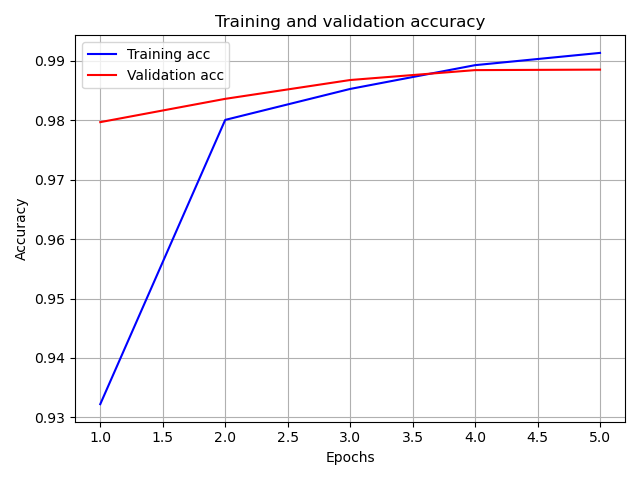 Training and validation accuracy
Training acc
Validation acc
0.99
0.98
0.97
0.96
0.95
0.94
0.93
Accuracy
1.0 1.5 2.0 2.5 3.0 3.5 4.0 4.5 5.0
Epochs